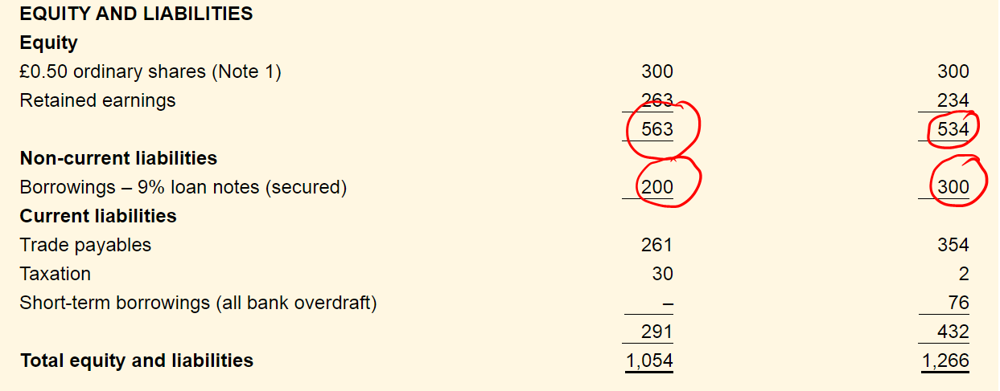 EQUITY AND LIABILITIES
Equity
£0.50 ordinary shares (Note 1) 300 300
Retained earnings 263 234
563 534
Non-current liabilities
Borrowings – 9% loan notes (secured) 200 300
Current liabilities
Trade payables 261 354
Taxation 30 2
Short-term borrowings (all bank overdraft) – 76
291 432
Total equity and liabilities 1,054 1,266